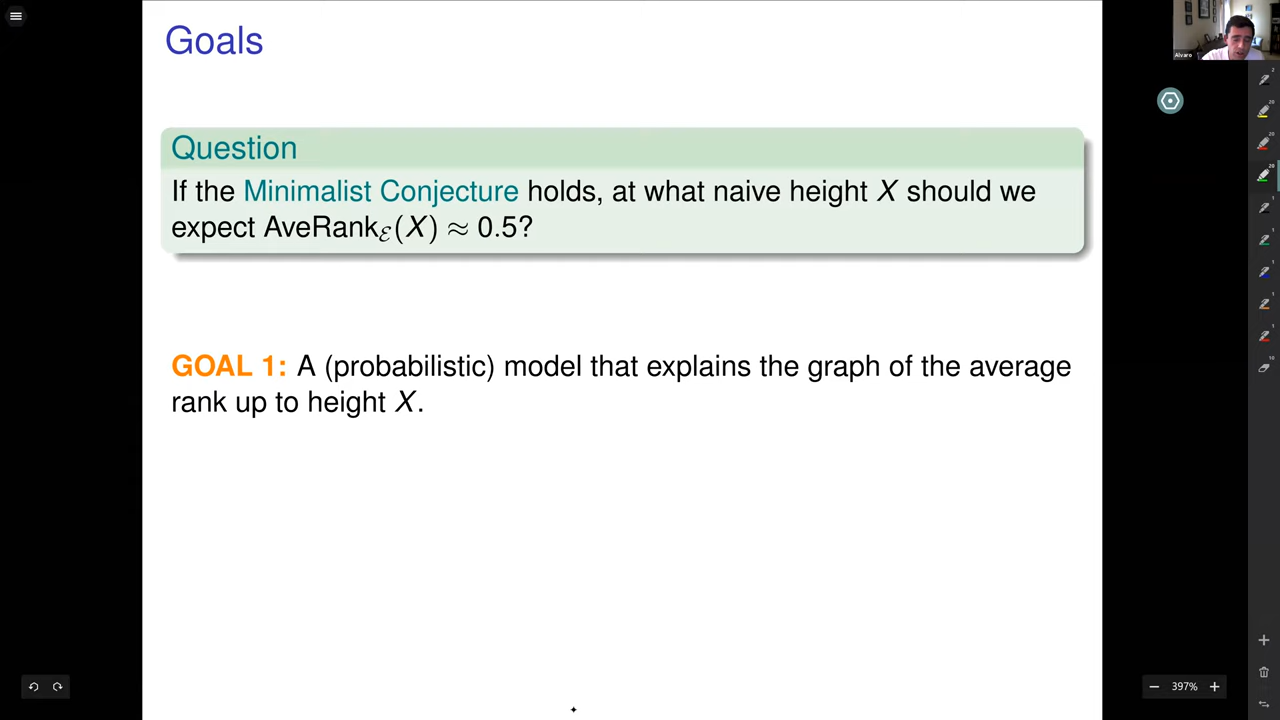 Goals
Alvaro
Question
If the Minimalist Conjecture holds, at what naive height X should we
expect AveRank_ℰ(X) ≈ 0.5?
GOAL 1: A (probabilistic) model that explains the graph of the average
rank up to height X.
397%